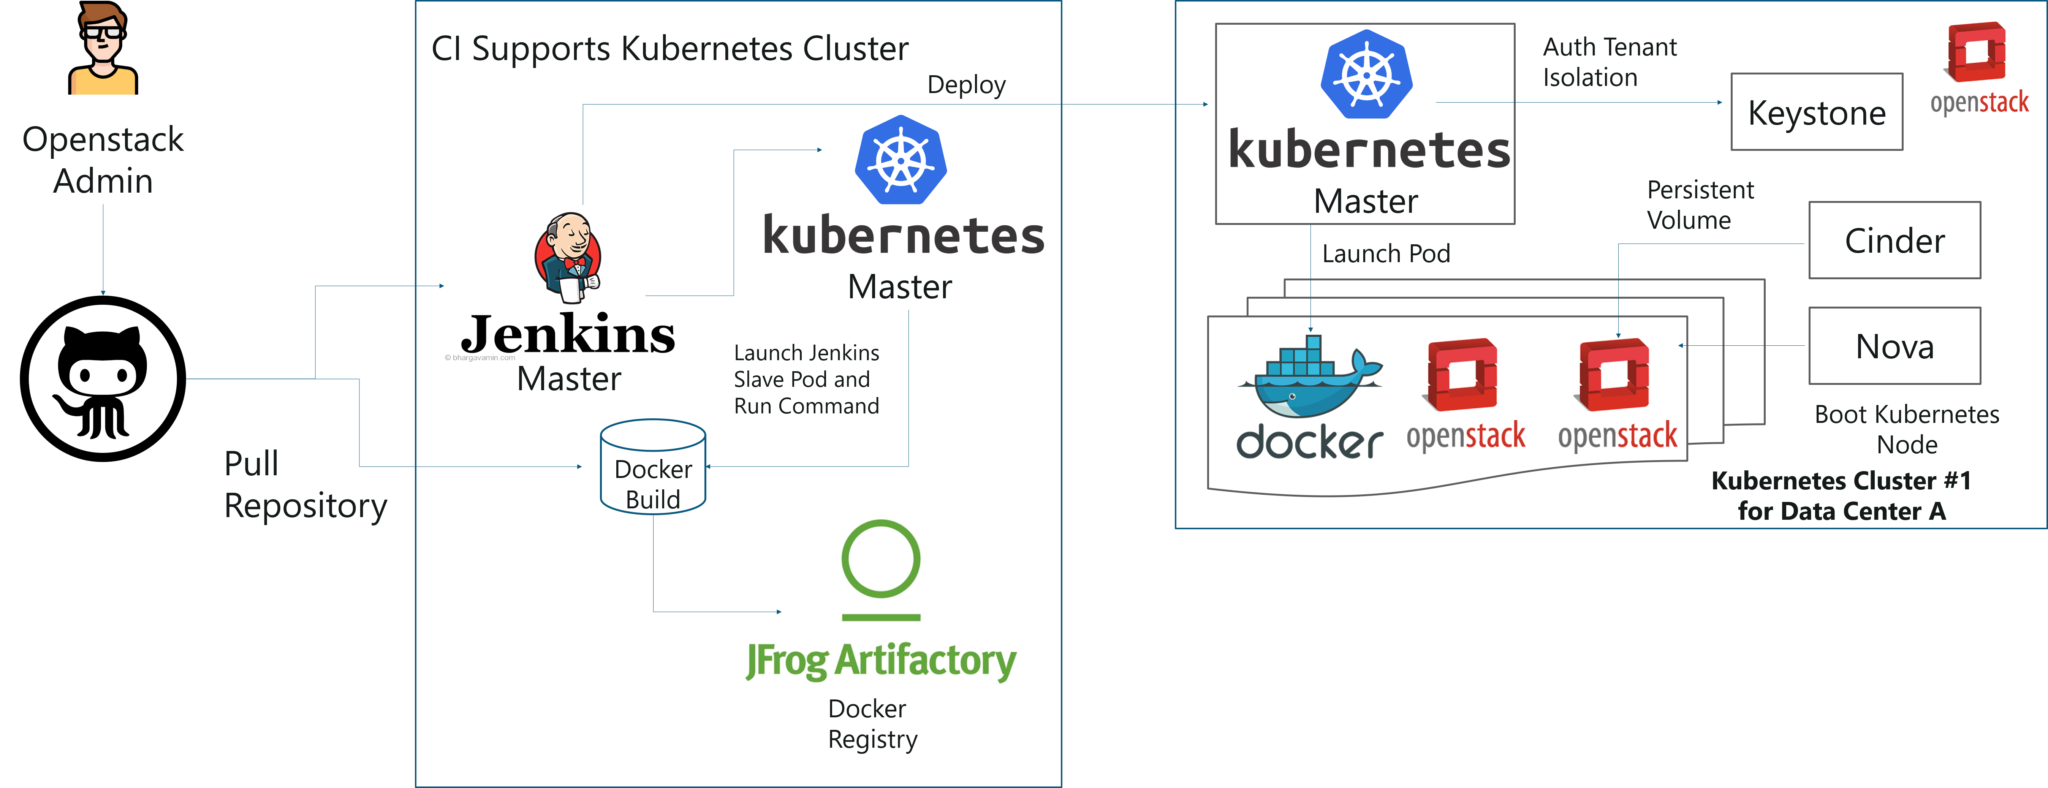 Openstack
Admin
Pull
Repository
CI Supports Kubernetes Cluster
Deploy
kubernetes
Master
Jenkins
© bhargavamin.com
Master
Launch Jenkins
Slave Pod and
Run Command
Docker
Build
JFrog Artifactory
Docker
Registry
kubernetes
Master
Auth Tenant
Isolation
Keystone
openstack
Launch Pod
Persistent
Volume
Cinder
Nova
docker
openstack
openstack
Boot Kubernetes
Node
Kubernetes Cluster #1
for Data Center A